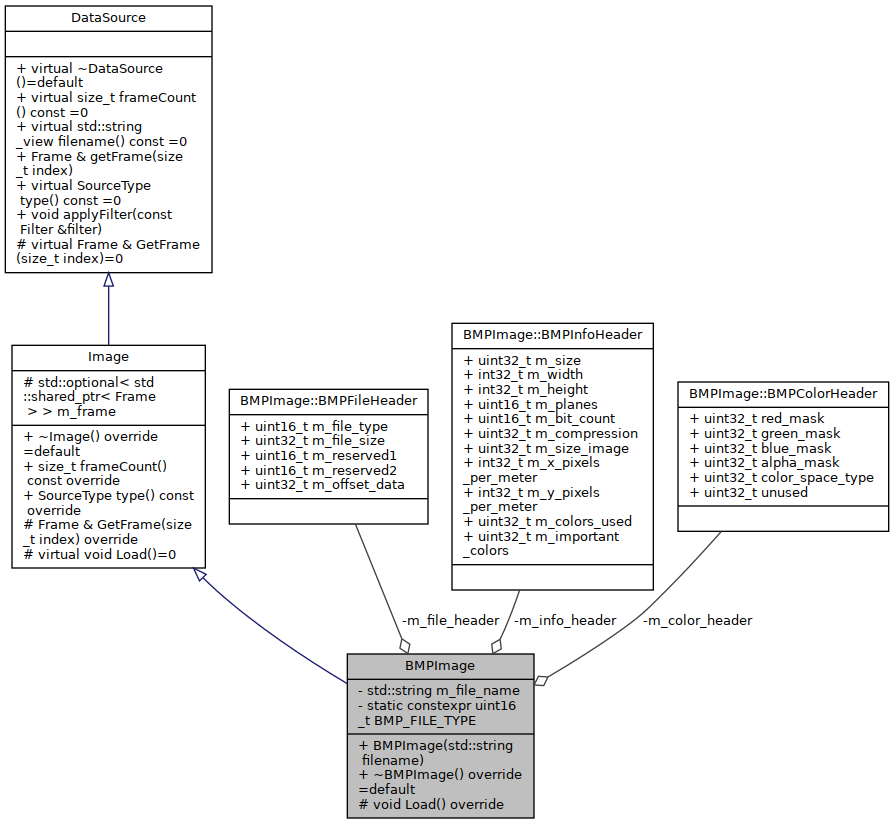 DataSource
+ virtual ~DataSource
()=default
+ virtual size_t frameCount
() const =0
+ virtual std::string
_view filename() const =0
+ Frame & getFrame(size
_t index)
+ virtual SourceType
type() const =0
+ void applyFilter(const
Filter &filter)
# virtual Frame & GetFrame
(size_t index)=0
Image
# std::optional< std
::shared_ptr< Frame
> > m_frame
+ ~Image() override
=default
+ size_t frameCount()
const override
+ SourceType type() const
override
# Frame & GetFrame(size
_t index) override
# virtual void Load()=0
BMPImage::BMPFileHeader
+ uint16_t m_file_type
+ uint32_t m_file_size
+ uint16_t m_reserved1
+ uint16_t m_reserved2
+ uint32_t m_offset_data
BMPImage::BMPInfoHeader
+ uint32_t m_size
+ int32_t m_width
+ int32_t m_height
+ uint16_t m_planes
+ uint16_t m_bit_count
+ uint32_t m_compression
+ uint32_t m_size_image
+ int32_t m_x_pixels
_per_meter
+ int32_t m_y_pixels
_per_meter
+ uint32_t m_colors_used
+ uint32_t m_important
_colors
BMPImage::BMPColorHeader
+ uint32_t red_mask
+ uint32_t green_mask
+ uint32_t blue_mask
+ uint32_t alpha_mask
+ uint32_t color_space_type
+ uint32_t unused
-m_file_header
-m_info_header
-m_color_header
BMPImage
- std::string m_file_name
- static constexpr uint16
_t BMP_FILE_TYPE
+ BMPImage(std::string
filename)
+ ~BMPImage() override
=default
# void Load() override